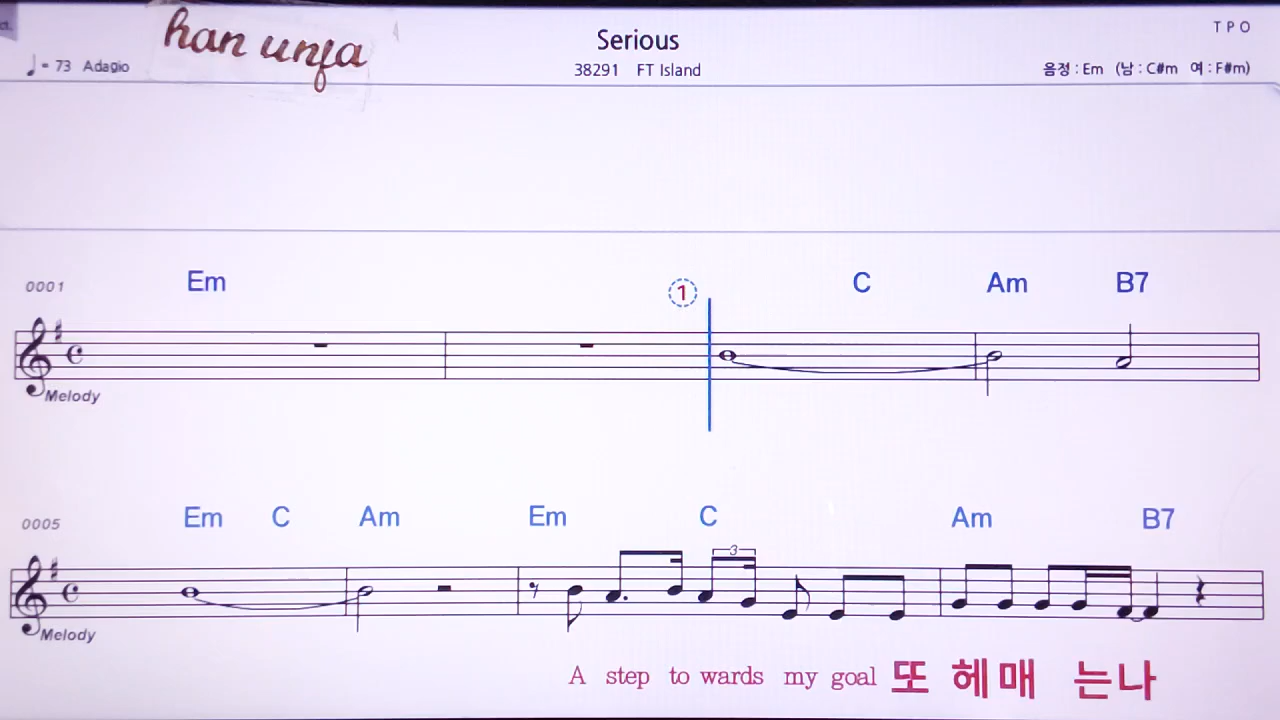 han unfa
Serious
TPO
♩= 73 Adagio
38291 FT Island
음정 : Em (남 : C#m 여 : F#m)
0001 Em ① C Am B7
Melody
0005 Em C Am Em C Am B7
3
Melody
A step to wards my goal 또 헤매 는나